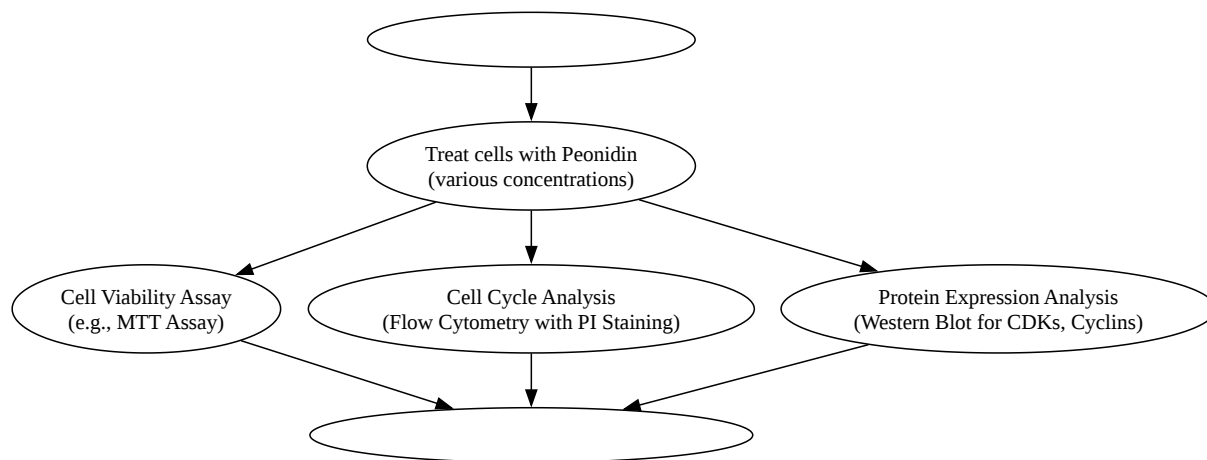 Treat cells with Peonidin
(various concentrations)
Cell Viability Assay
(e.g., MTT Assay)
Cell Cycle Analysis
(Flow Cytometry with PI Staining)
Protein Expression Analysis
(Western Blot for CDKs, Cyclins)